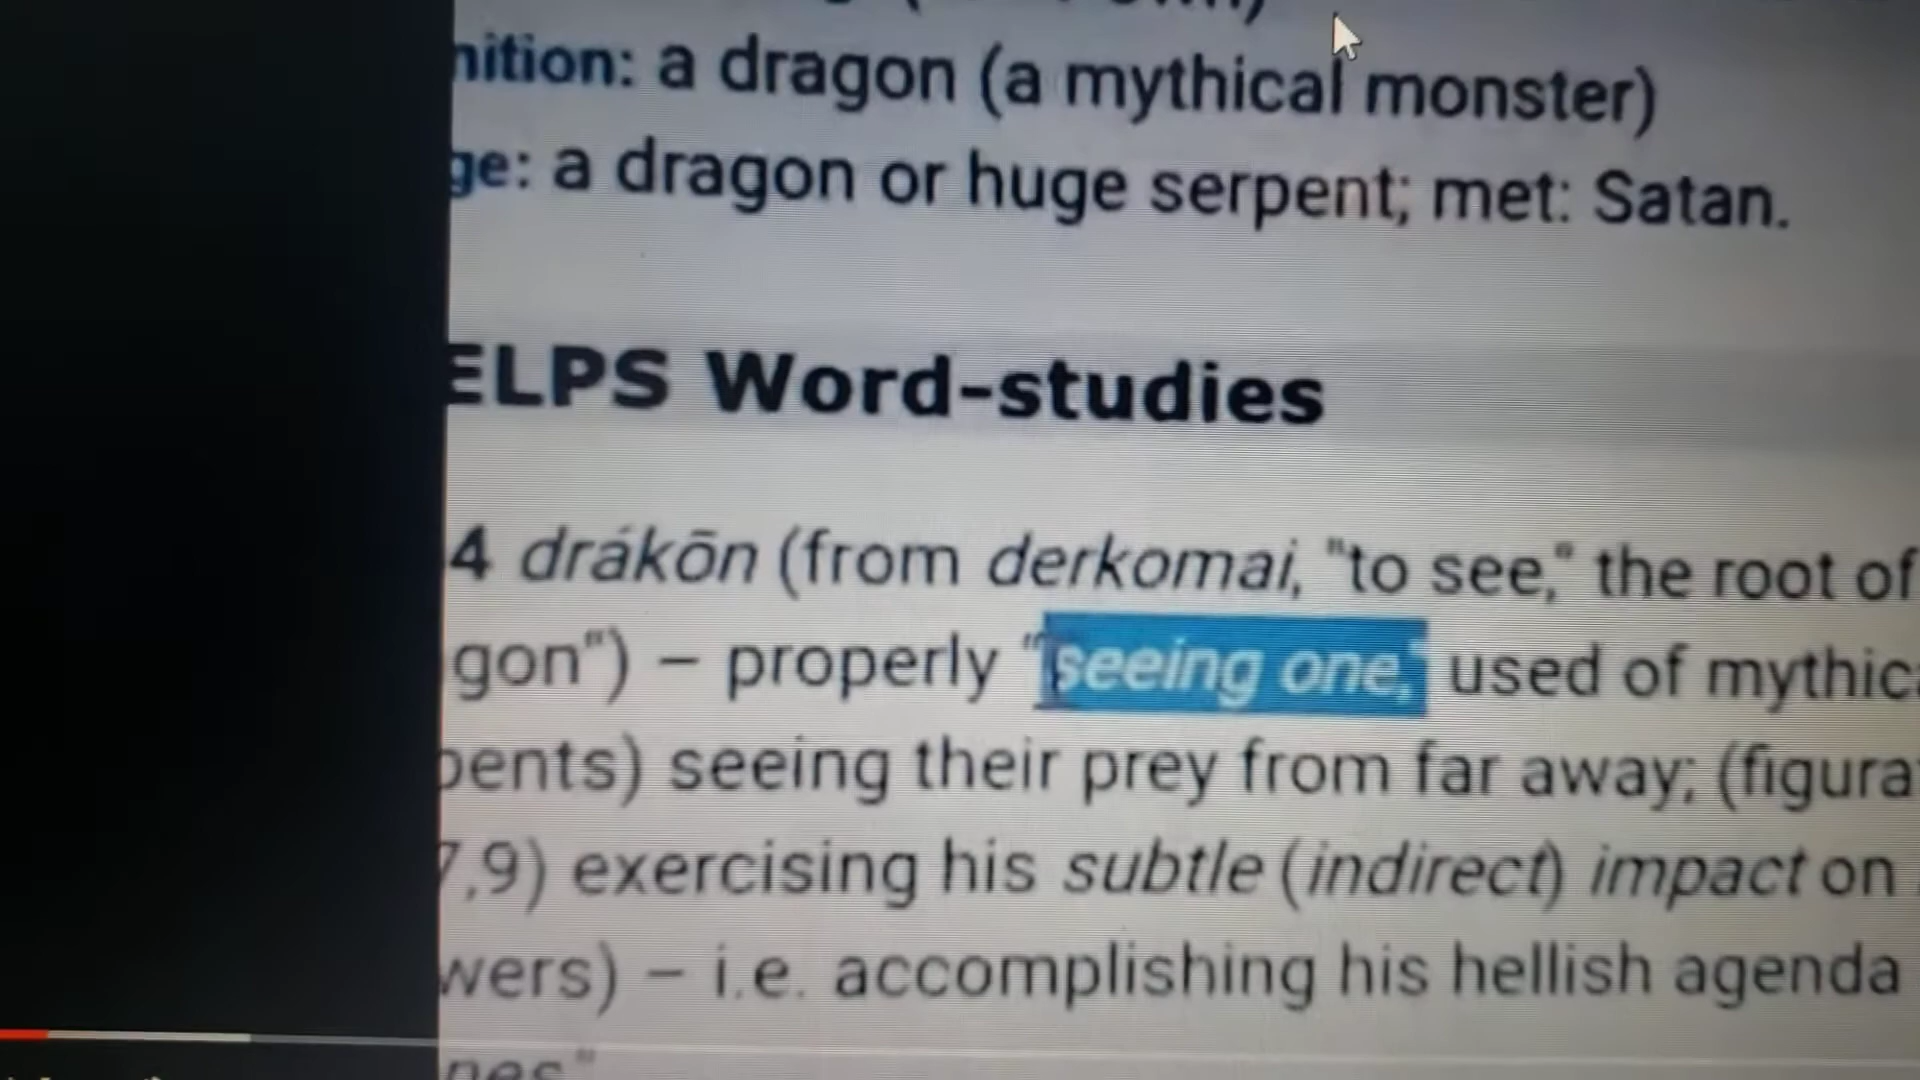 nition: a dragon (a mythical monster)
ge: a dragon or huge serpent; met: Satan.
ELPS Word-studies
4 drákōn (from derkomai, "to see," the root of
gon") – properly "seeing one," used of mythic
pents) seeing their prey from far away; (figura
7,9) exercising his subtle (indirect) impact on
wers) – i.e. accomplishing his hellish agenda